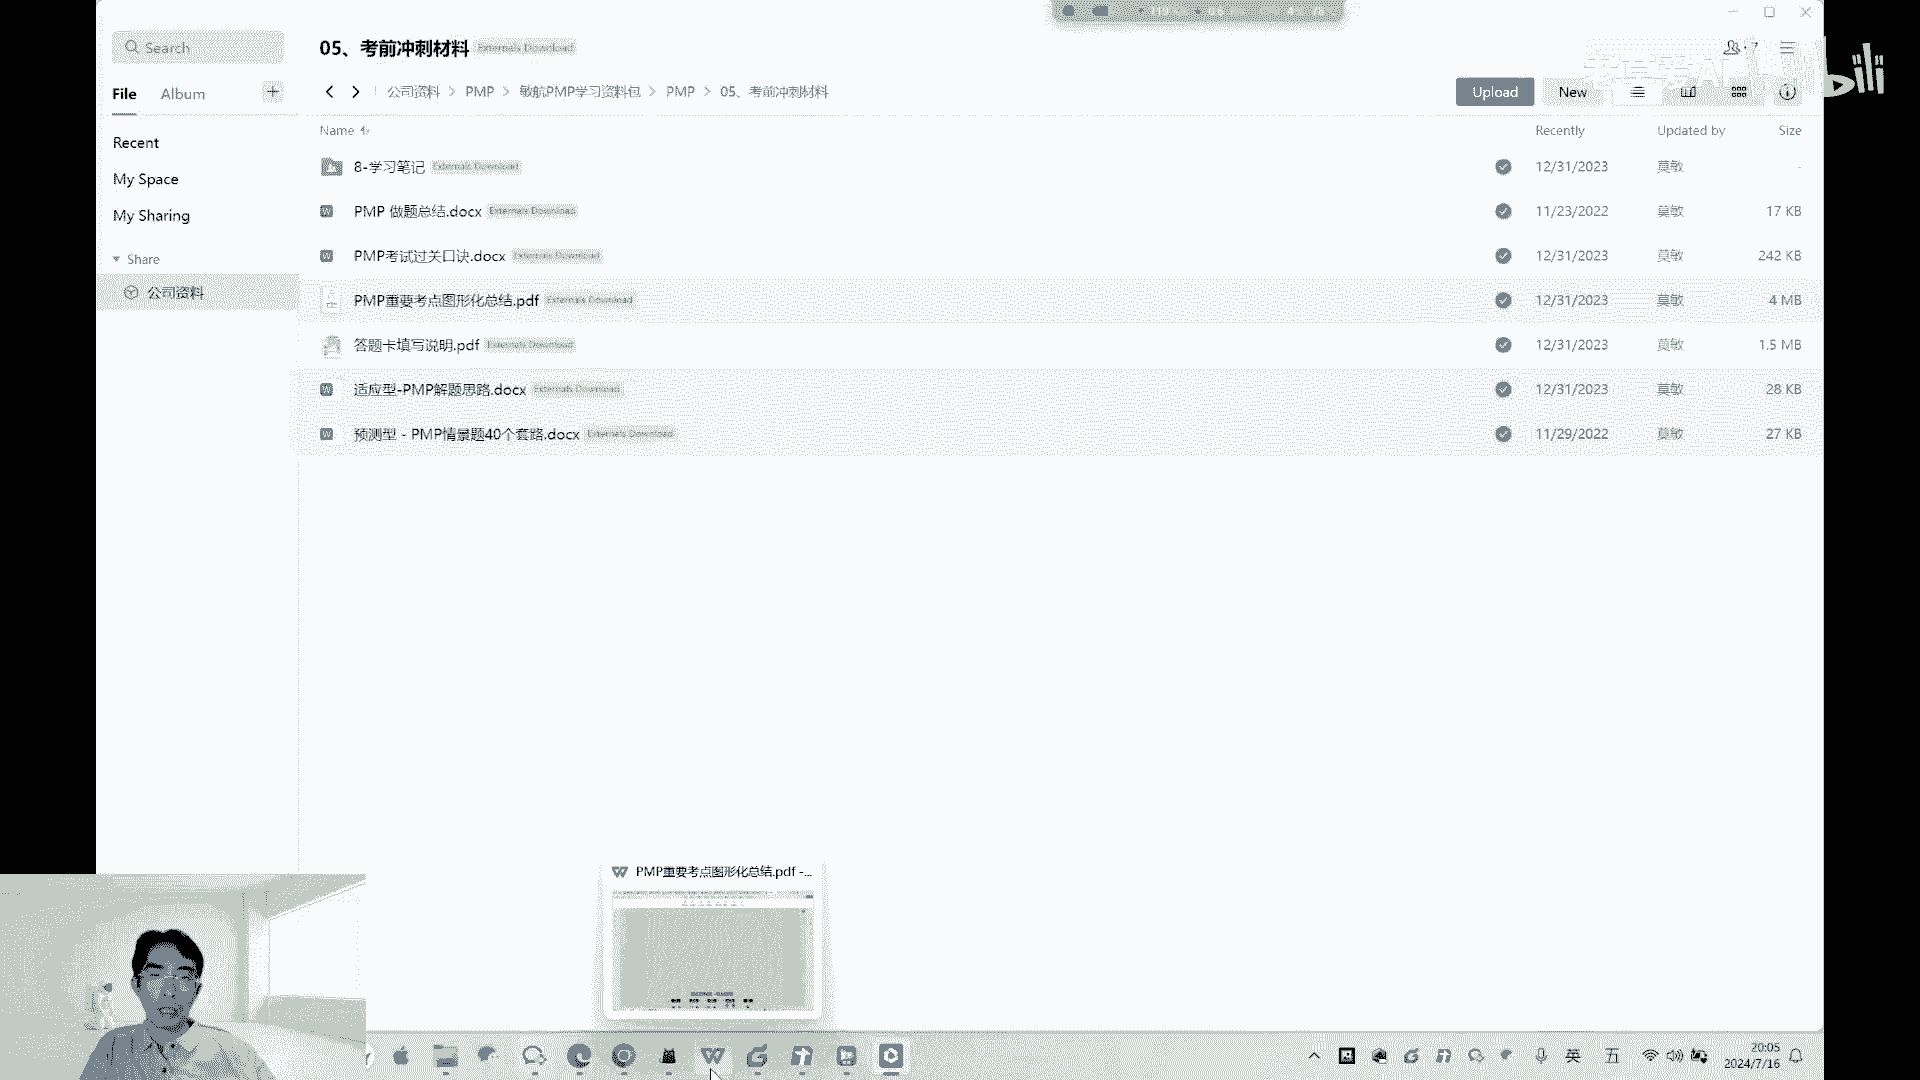 Search
05、考前冲刺材料 Externals Download
File Album
公司资料 > PMP > 敏航PMP学习资料包 > PMP > 05、考前冲刺材料
Upload New
bili
Name Recently Updated by Size
Recent
My Space
My Sharing
Share
公司资料
8-学习笔记 Externals Download 12/31/2023 莫敏 -
PMP 做题总结.docx Externals Download 11/23/2022 莫敏 17 KB
PMP考试过关口诀.docx Externals Download 12/31/2023 莫敏 242 KB
PMP重要考点图形化总结.pdf Externals Download 12/31/2023 莫敏 4 MB
答题卡填写说明.pdf Externals Download 12/31/2023 莫敏 1.5 MB
适应型-PMP解题思路.docx Externals Download 12/31/2023 莫敏 28 KB
预测型 - PMP情景题40个套路.docx Externals Download 11/29/2022 莫敏 27 KB
PMP重要考点图形化总结.pdf -...
英 五
20:05
2024/7/16